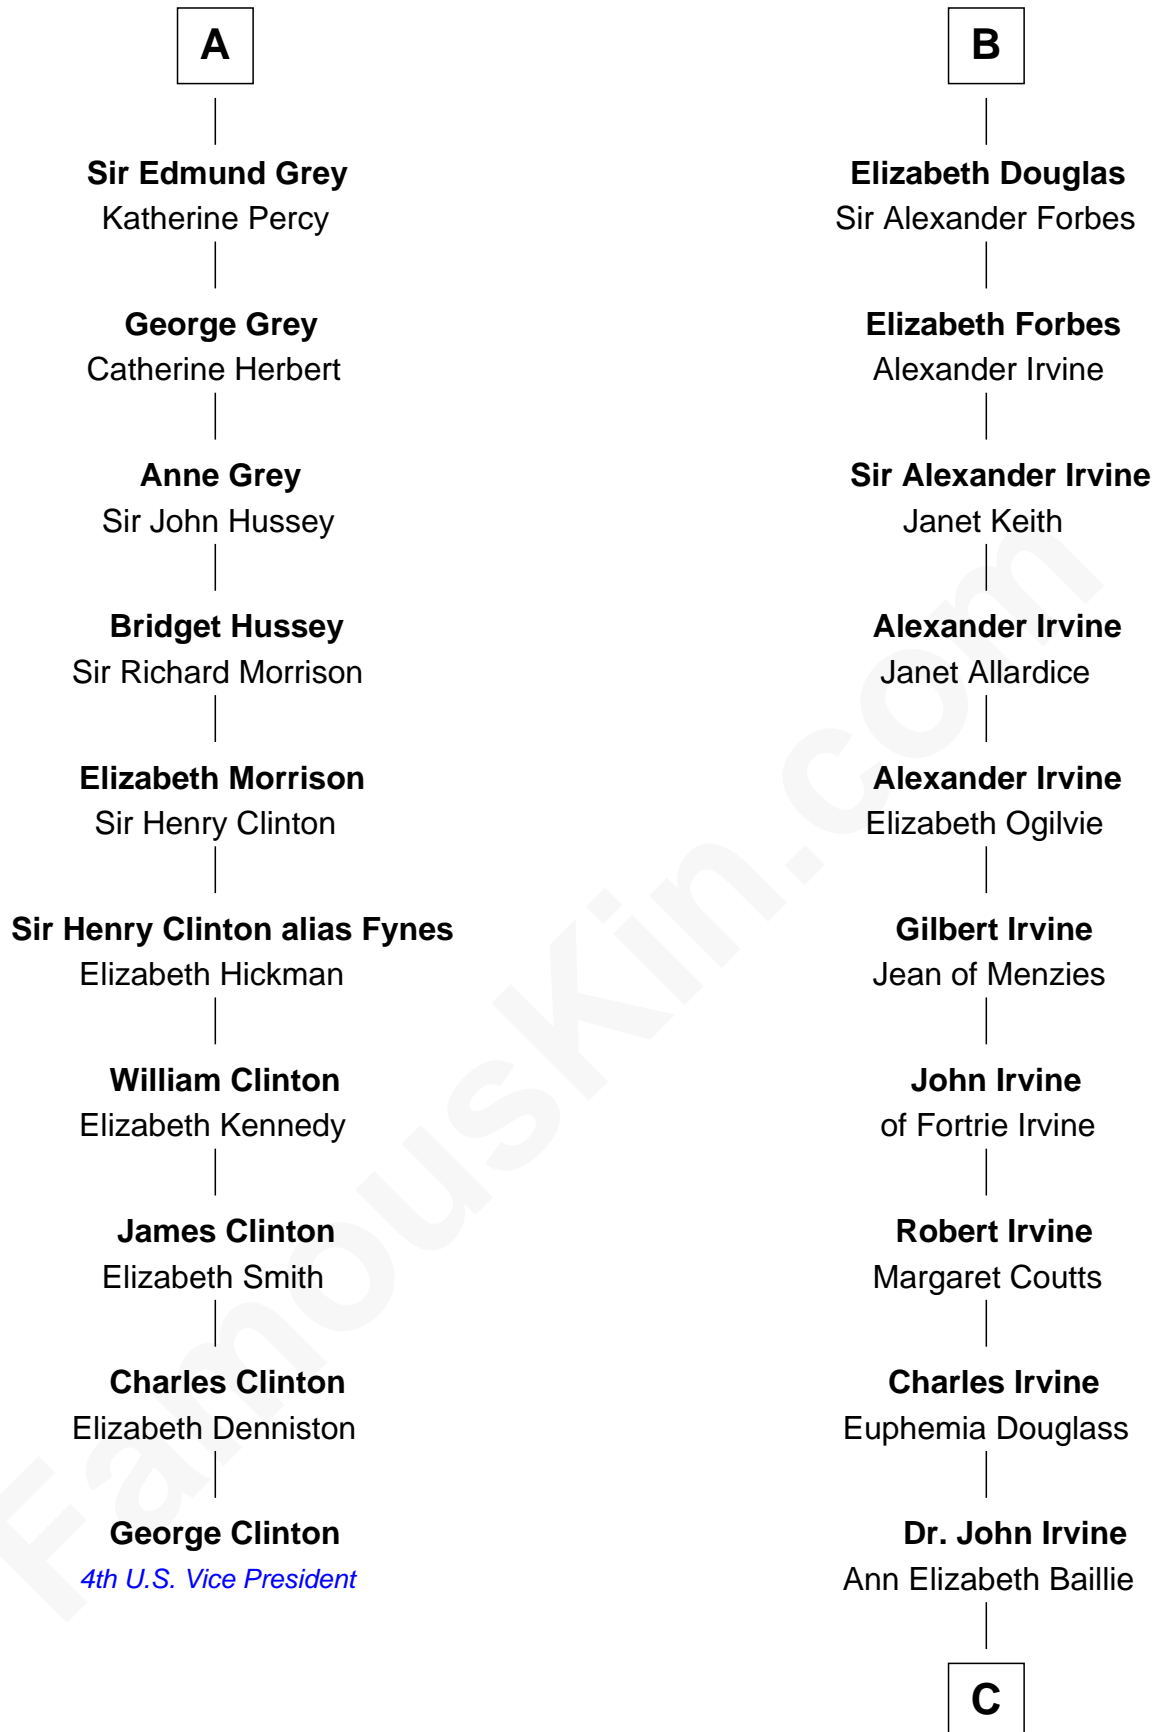 A
Sir Edmund Grey
Katherine Percy
George Grey
Catherine Herbert
Anne Grey
Sir John Hussey
Bridget Hussey
Sir Richard Morrison
Elizabeth Morrison
Sir Henry Clinton
Sir Henry Clinton alias Fynes
Elizabeth Hickman
William Clinton
Elizabeth Kennedy
James Clinton
Elizabeth Smith
Charles Clinton
Elizabeth Denniston
George Clinton
4th U.S. Vice President
B
Elizabeth Douglas
Sir Alexander Forbes
Elizabeth Forbes
Alexander Irvine
Sir Alexander Irvine
Janet Keith
Alexander Irvine
Janet Allardice
Alexander Irvine
Elizabeth Ogilvie
Gilbert Irvine
Jean of Menzies
John Irvine
of Fortrie Irvine
Robert Irvine
Margaret Coutts
Charles Irvine
Euphemia Douglass
Dr. John Irvine
Ann Elizabeth Baillie
C
FamousKin.com